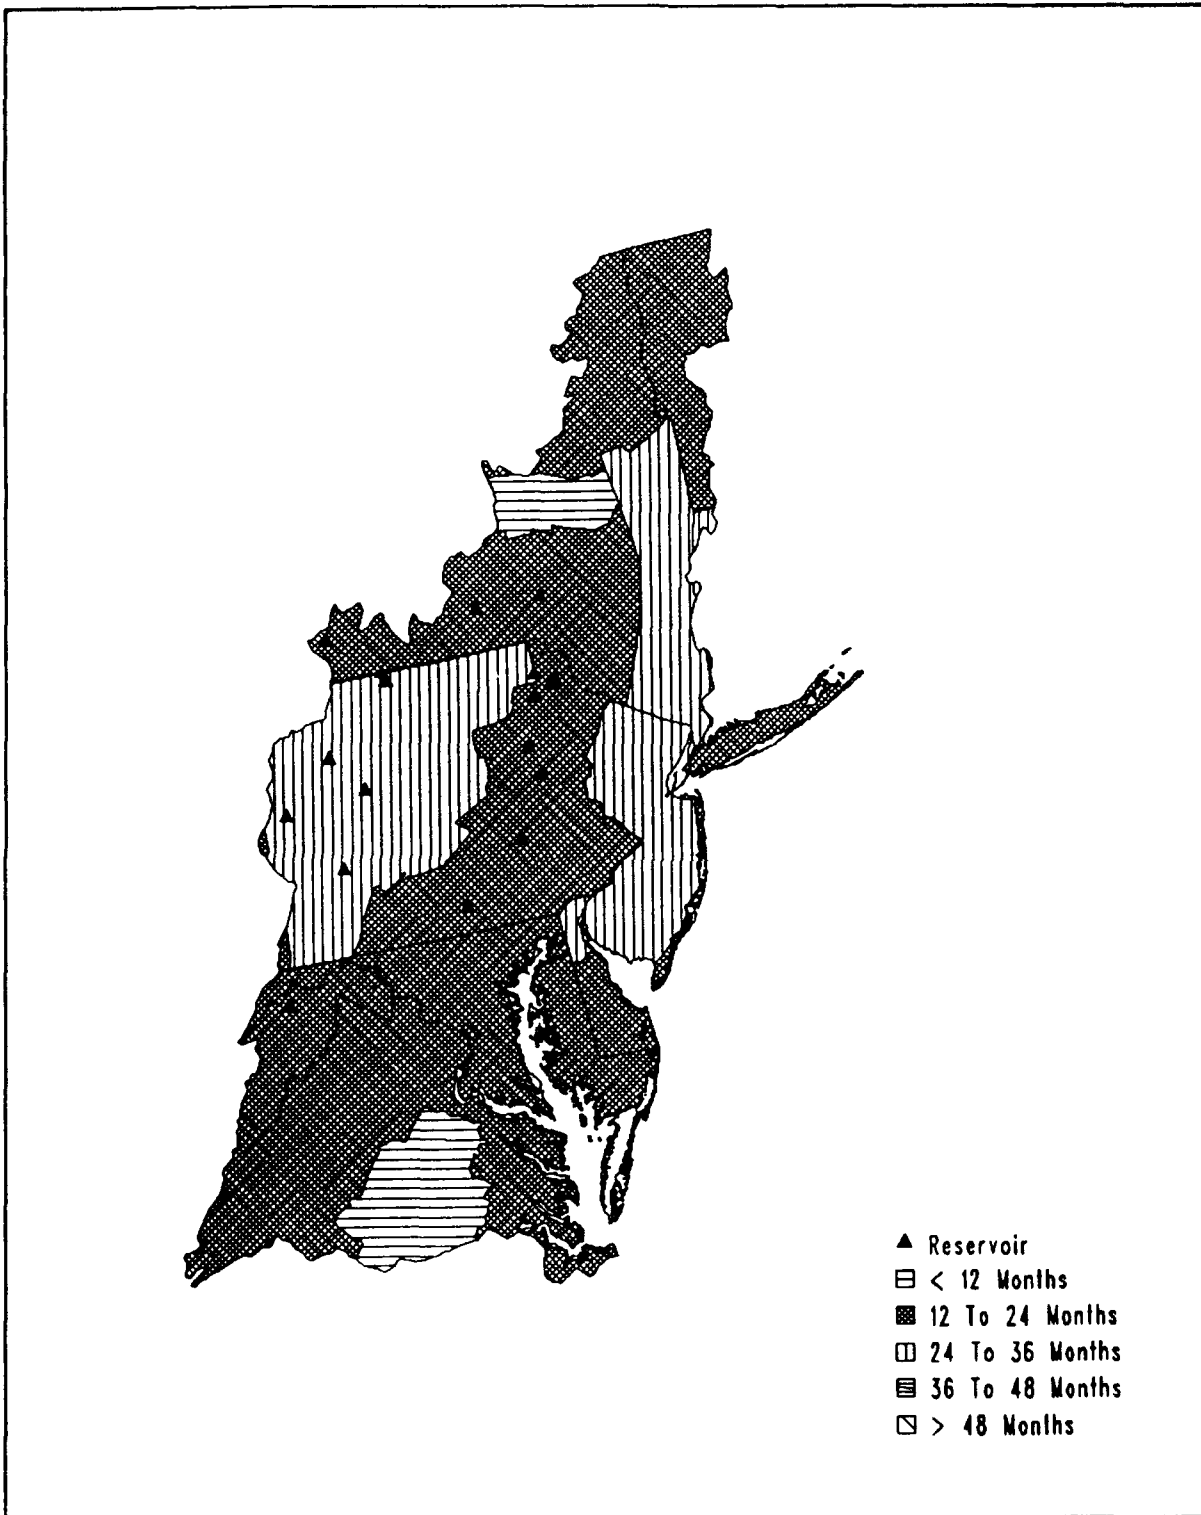 Reservoir
< 12 Months
12 To 24 Months
24 To 36 Months
36 To 48 Months
> 48 Months